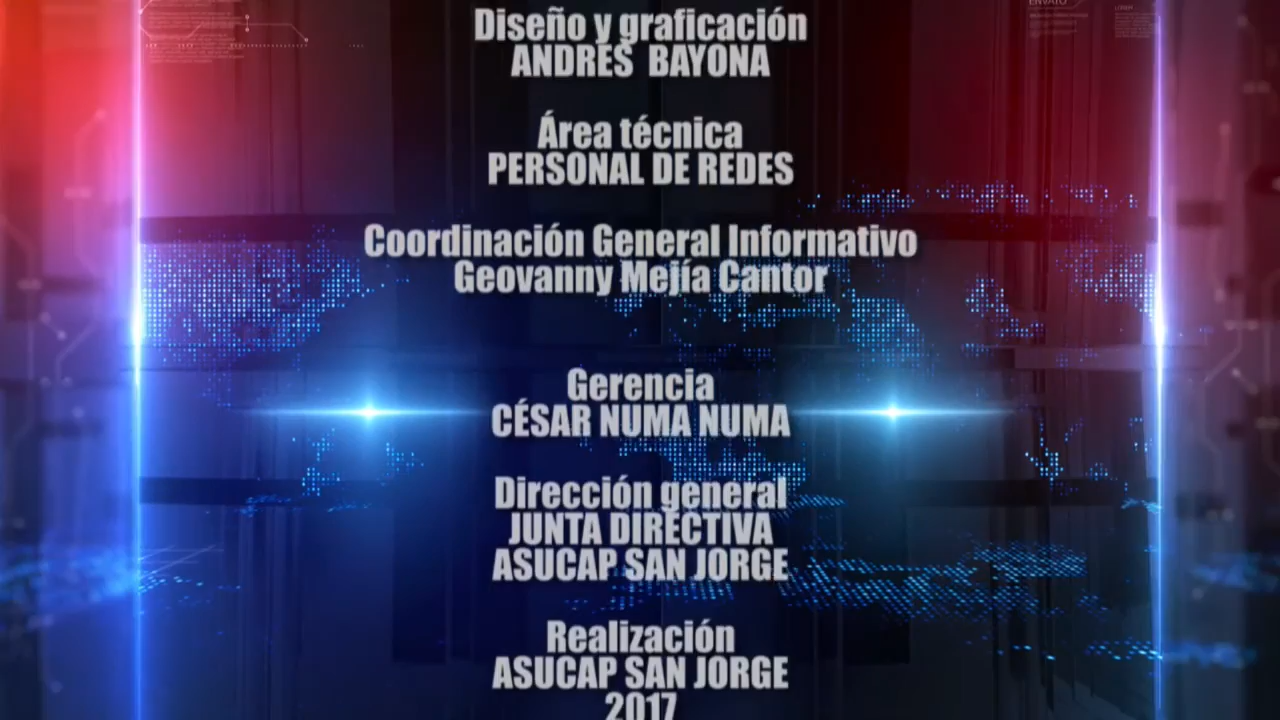 Diseño y graficación
ANDRÉS BAYONA
Área técnica
PERSONAL DE REDES
Coordinación General Informativo
Geovanny Mejía Cantor
Gerencia
CÉSAR NUMA NUMA
Dirección general
JUNTA DIRECTIVA
ASUCAP SAN JORGE
Realización
ASUCAP SAN JORGE
2017